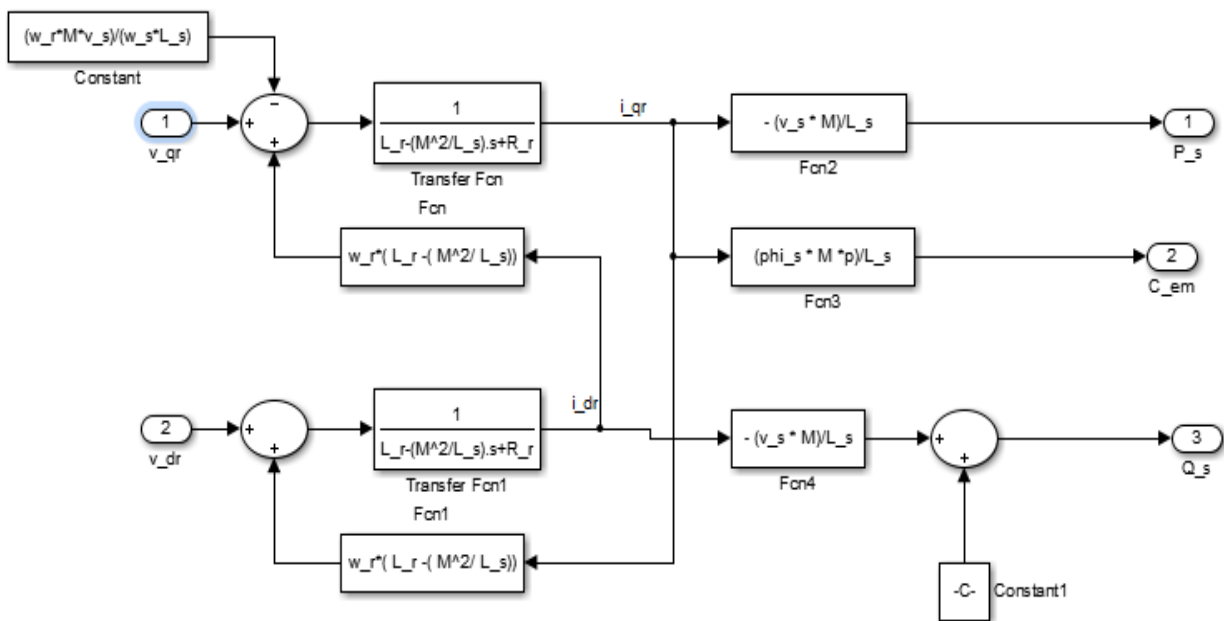 (w_r*M*v_s)/(w_s*L_s)
Constant
1
v_qr
1
L_r-(M^2/L_s).s+R_r
Transfer Fcn
i_qr
- (v_s * M)/L_s
Fcn2
1
P_s
Fcn
w_r*( L_r -( M^2/ L_s))
(phi_s * M *p)/L_s
Fcn3
2
C_em
2
v_dr
1
L_r-(M^2/L_s).s+R_r
Transfer Fcn1
i_dr
- (v_s * M)/L_s
Fcn4
3
Q_s
Fcn1
w_r*( L_r -( M^2/ L_s))
-C-
Constant1